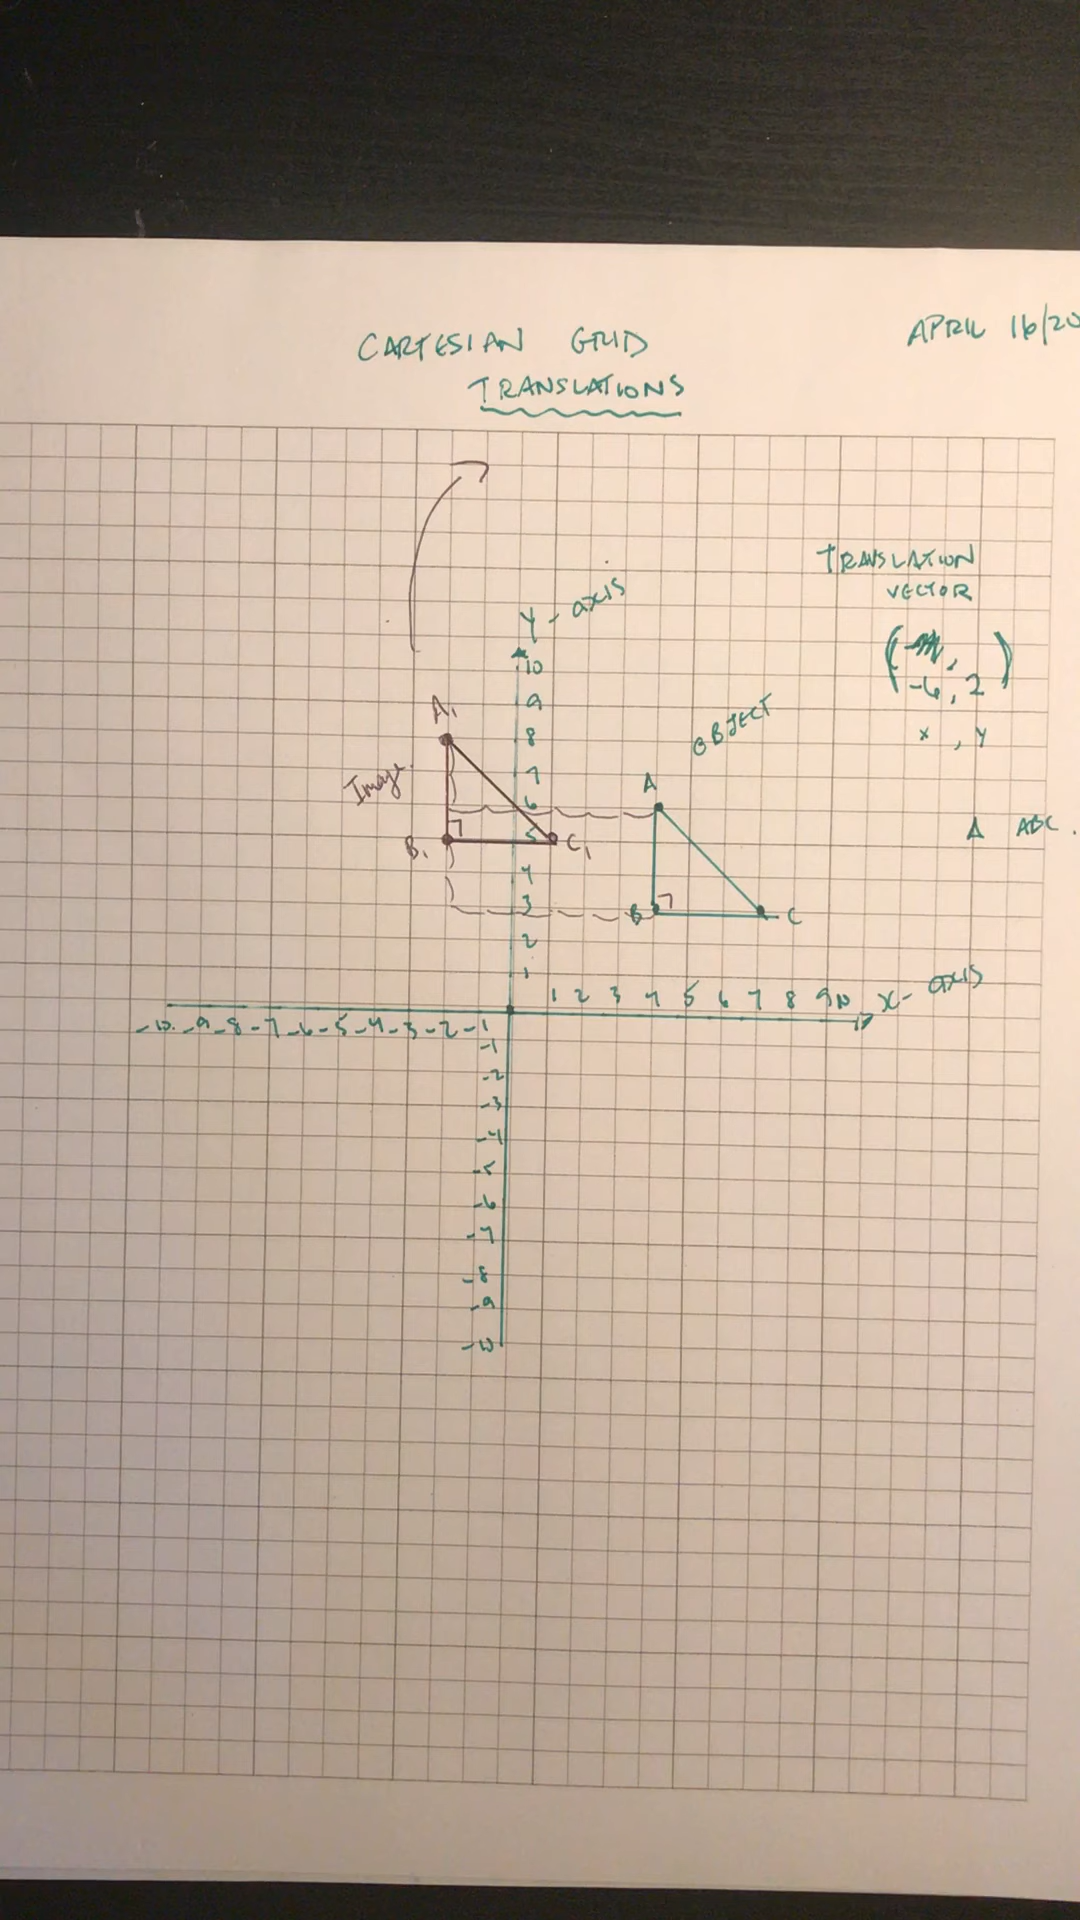 CARTESIAN GRID
TRANSLATIONS
APRIL 16/20
TRANSLATION
VECTOR
-6, 2
x , y
Δ ABC.
Y-axis
10
9
8
7
6
5
4
3
2
1
A1
Image
B1
C1
OBJECT
A
B
C
1 2 3 4 5 6 7 8 9 10 x-axis
-10 -9 -8 -7 -6 -5 -4 -3 -2 -1
-1
-2
-3
-4
-5
-6
-7
-8
-9
-10